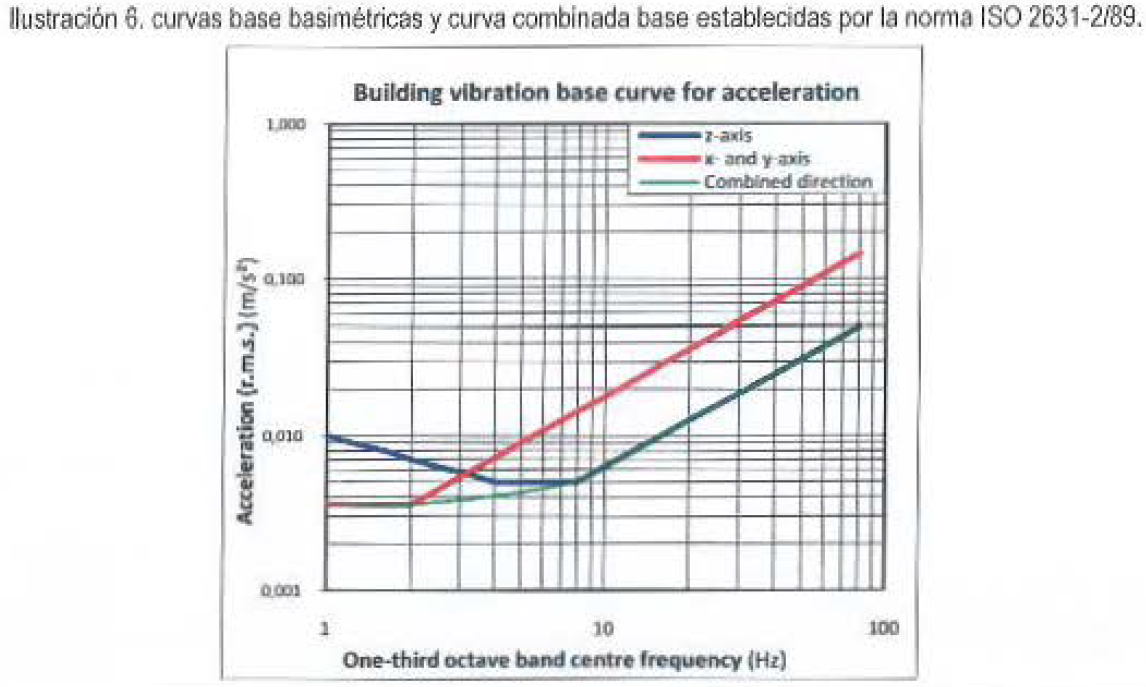 Ilustración 6. curvas base basimétricas y curva combinada base establecidas por la norma ISO 2631-2/89.
Building vibration base curve for acceleration
1,000
z-axis
x- and y-axis
Combined direction
0,100
0,010
0,001
Acceleration (r.m.s.) (m/s²)
1
10
100
One-third octave band centre frequency (Hz)